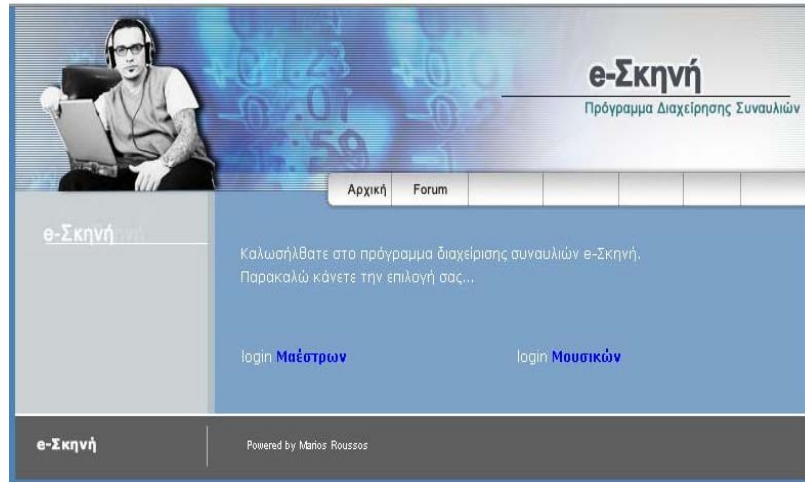 e-Σκηνή
Πρόγραμμα Διαχείρησης Συναυλιών
Αρχική Forum
e-Σκηνή
Καλωσήλθατε στο πρόγραμμα διαχείρισης συναυλιών e-Σκηνή.
Παρακαλώ κάνετε την επιλογή σας...
login Μαέστρων login Μουσικών
e-Σκηνή Powered by Marios Roussos